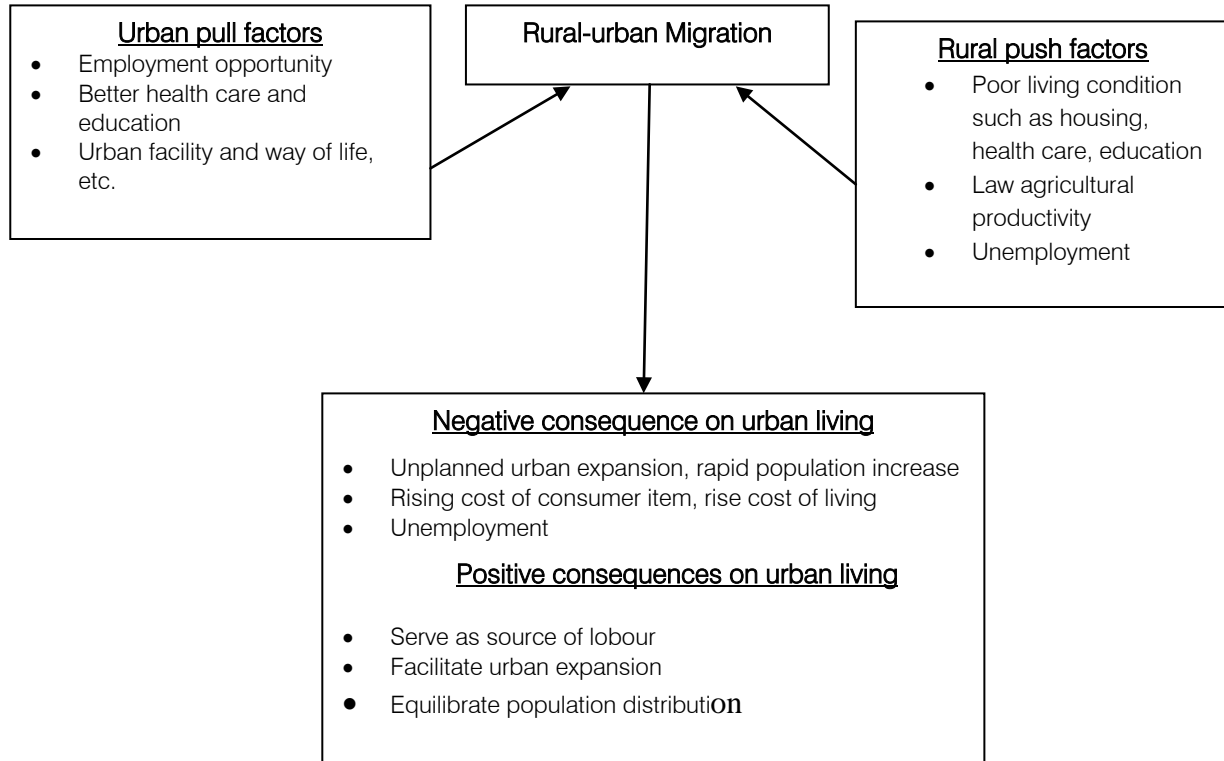 Urban pull factors
• Employment opportunity
• Better health care and
education
• Urban facility and way of life,
etc.
Rural-urban Migration
Rural push factors
• Poor living condition
such as housing,
health care, education
• Law agricultural
productivity
• Unemployment
Negative consequence on urban living
• Unplanned urban expansion, rapid population increase
• Rising cost of consumer item, rise cost of living
• Unemployment
Positive consequences on urban living
• Serve as source of lobour
• Facilitate urban expansion
• Equilibrate population distribution